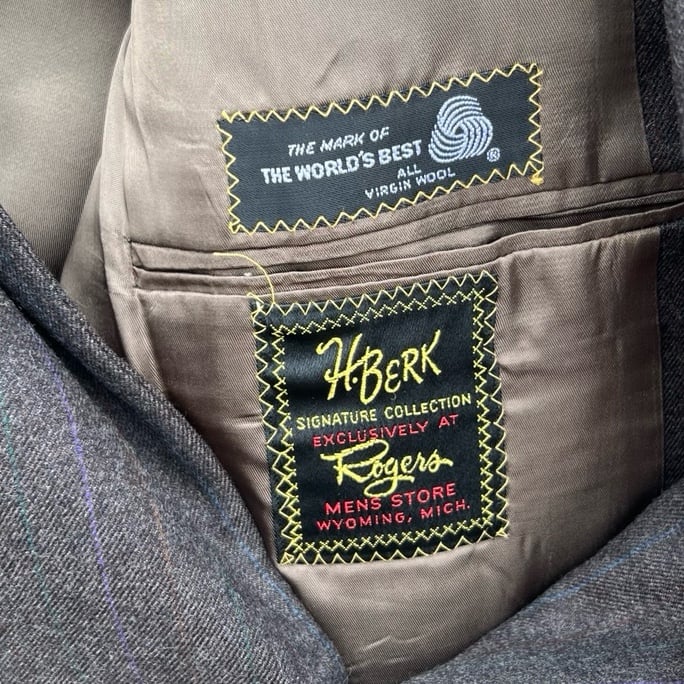 THE MARK OF
THE WORLD'S BEST
ALL
VIRGIN WOOL
®
H.BERK
SIGNATURE COLLECTION
EXCLUSIVELY AT
Rogers
MENS STORE
WYOMING, MICH.